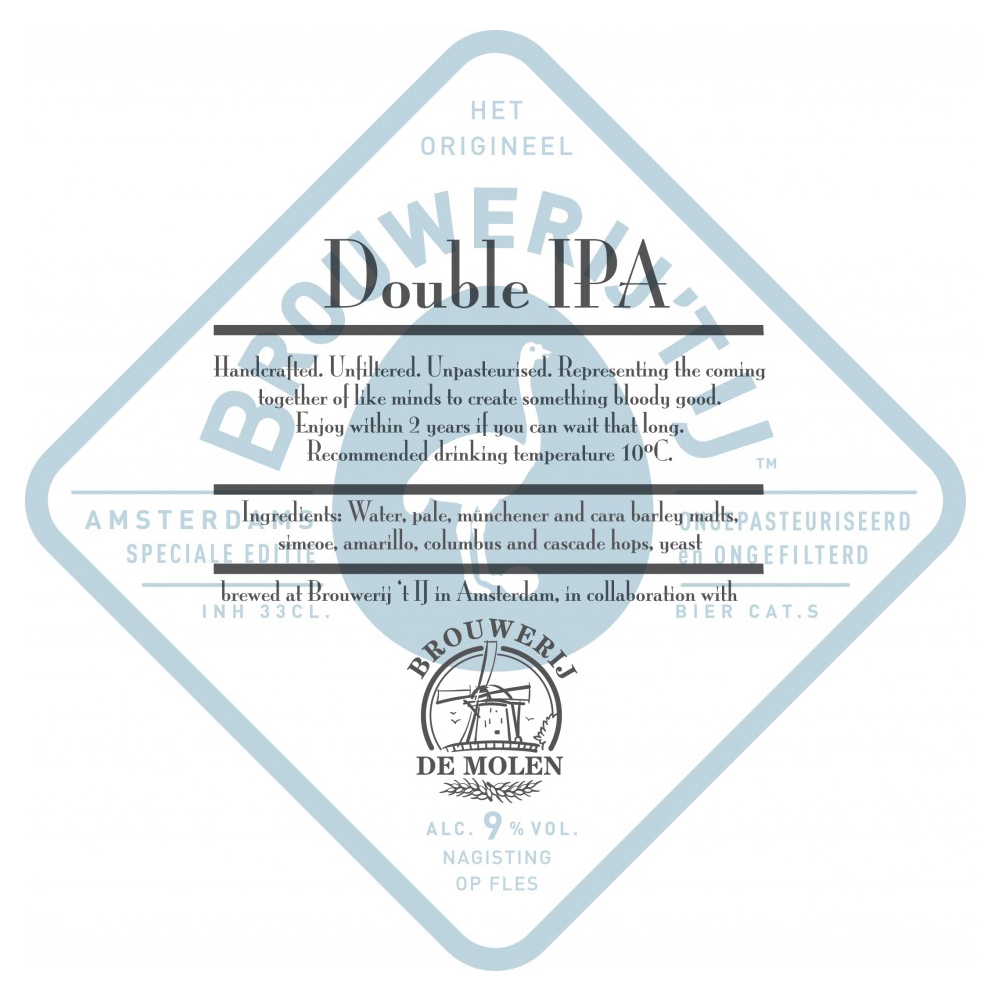 HET
ORIGINEEL
BROUWERIJ 'T IJ
Double IPA
Handcrafted. Unfiltered. Unpasteurised. Representing the coming
together of like minds to create something bloody good.
Enjoy within 2 years if you can wait that long.
Recommended drinking temperature 10ºC.
TM
AMSTERDAMS
SPECIALE EDITIE
INH 33CL.
Ingredients: Water, pale, münchener and cara barley malts,
simcoe, amarillo, columbus and cascade hops, yeast
ONGEPASTEURISEERD
en ONGEFILTERD
BIER CAT.S
brewed at Brouwerij 't IJ in Amsterdam, in collaboration with
BROUWERIJ
DE MOLEN
ALC. 9 % VOL.
NAGISTING
OP FLES